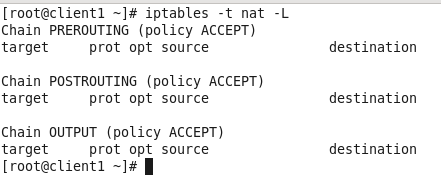 [root@client1 ~]# iptables -t nat -L
Chain PREROUTING (policy ACCEPT)
target     prot opt source               destination

Chain POSTROUTING (policy ACCEPT)
target     prot opt source               destination

Chain OUTPUT (policy ACCEPT)
target     prot opt source               destination
[root@client1 ~]#